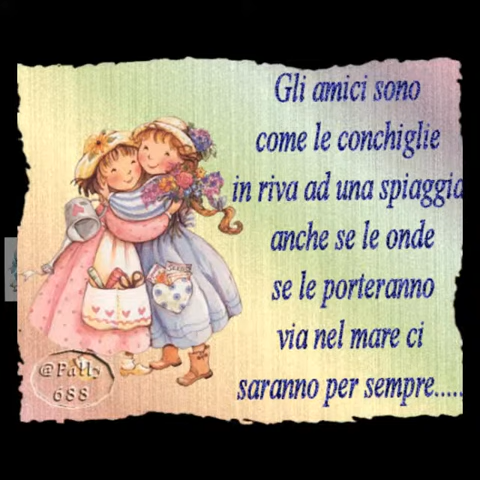 Gli amici sono
come le conchiglie
in riva ad una spiaggia
anche se le onde
se le porteranno
via nel mare ci
saranno per sempre.....
688